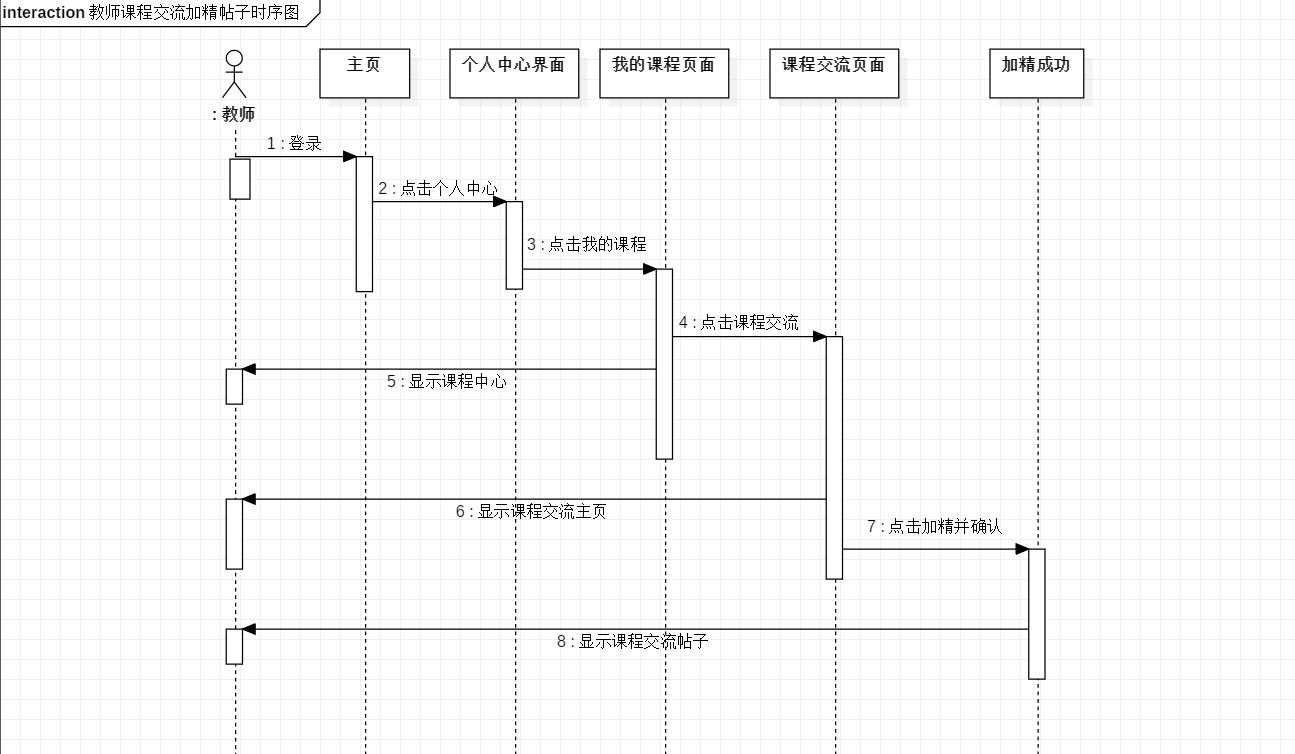 interaction 教师课程交流加精帖子时序图
主页
个人中心界面
我的课程页面
课程交流页面
加精成功
: 教师
1 : 登录
2 : 点击个人中心
3 : 点击我的课程
4 : 点击课程交流
5 : 显示课程中心
6 : 显示课程交流主页
7 : 点击加精并确认
8 : 显示课程交流帖子